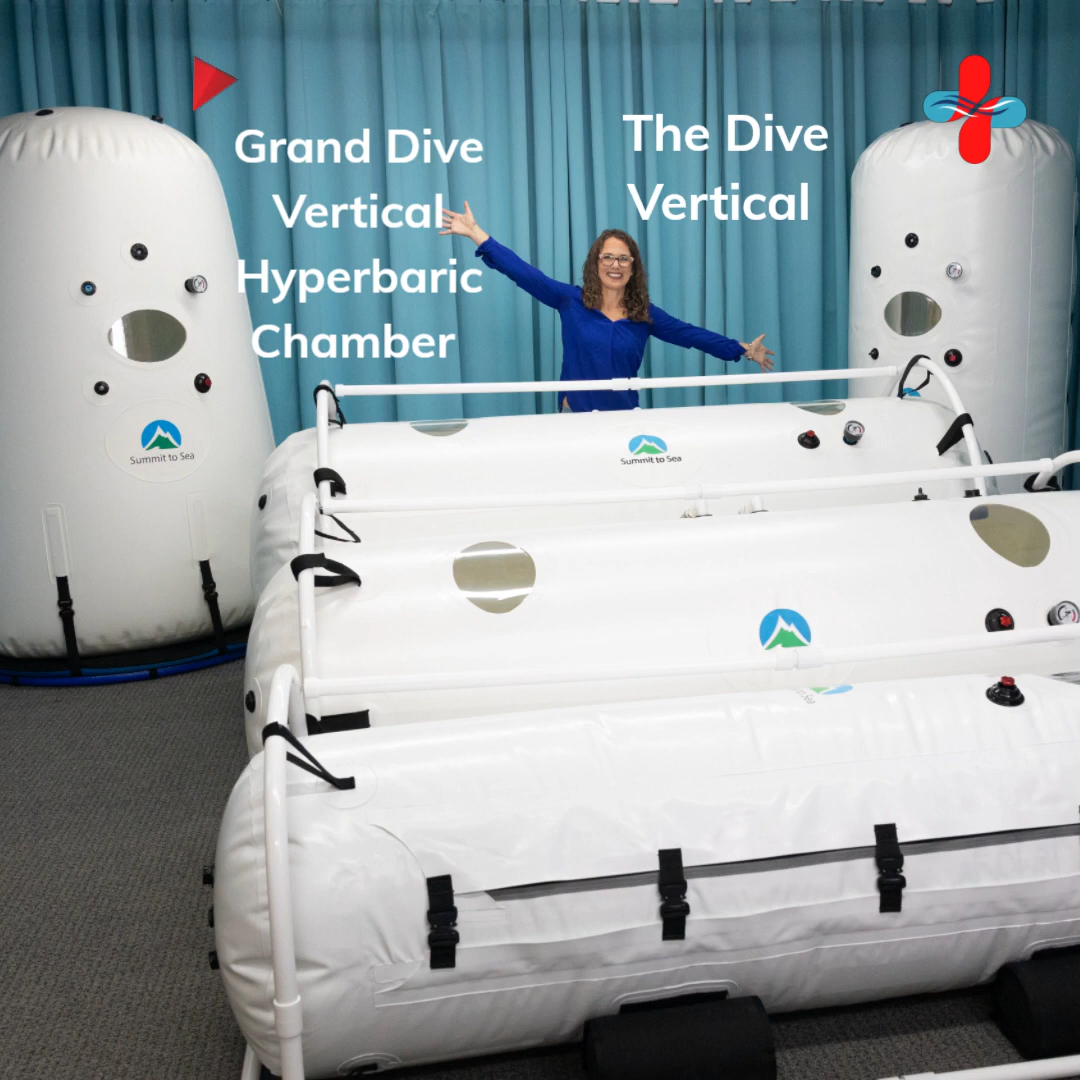 Grand Dive
Vertical
Hyperbaric
Chamber
The Dive
Vertical
Summit to Sea
Summit to Sea